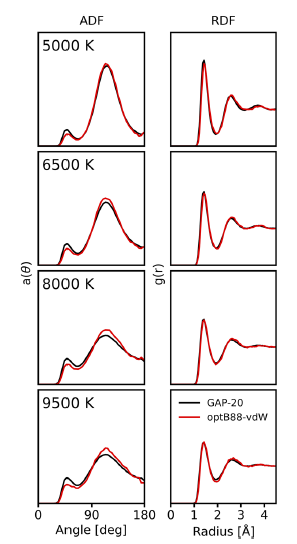 ADF RDF
5000 K
6500 K
a(θ) g(r)
8000 K
GAP-20
optB88-vdW
9500 K
0 90 180 0 1 2 3 4
Angle [deg] Radius [Å]